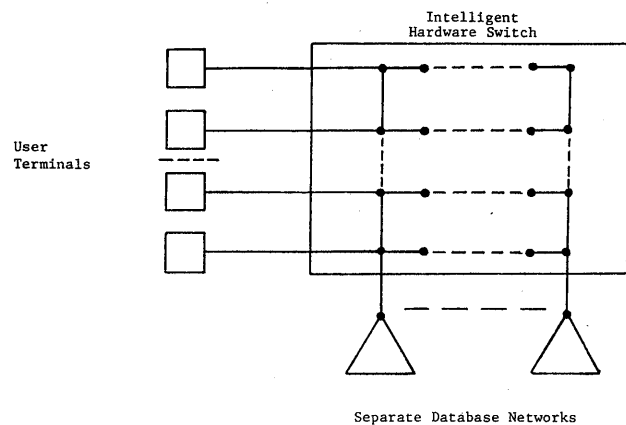 Intelligent
Hardware Switch
User
Terminals
Separate Database Networks